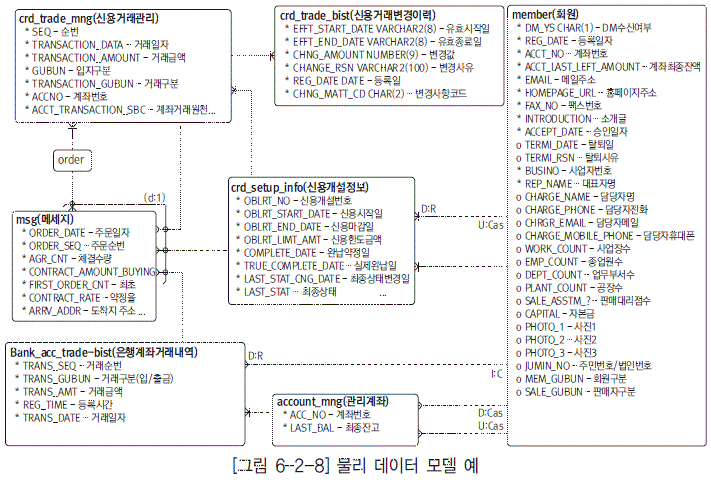 crd_trade_mng(신용거래관리)
* SEQ – 순번
* TRANSACTION_DATA – 거래일자
* TRANSACTION_AMOUNT – 거래금액
* GUBUN – 입지구분
* TRANSACTION_GUBUN – 거래구분
* ACCNO – 계좌번호
* ACCT_TRANSACTION_SBC – 계좌거래원천...
crd_trade_bist(신용거래변경이력)
* EFFT_START_DATE VARCHAR2(8) – 유효시작일
* EFFT_END_DATE VARCHAR2(8) – 유효종료일
* CHNG_AMOUNT NUMBER(9) – 변경값
* CHANGE_RSN VARCHAR2(100) – 변경사유
* REG_DATE DATE – 등록일
* CHNG_MATT_CD CHAR(2) – 변경사항코드
member(회원)
* DM_YS CHAR(1) – DM수신여부
* REG_DATE – 등록일자
* ACCT_NO – 계좌번호
* ACCT_LAST_LEFT_AMOUNT – 계좌최종잔액
* EMAIL – 메일주소
* HOMEPAGE_URL – 홈페이지주소
* FAX_NO – 팩스번호
* INTRODUCTION – 소개글
* ACCEPT_DATE – 승인일자
o TERMI_DATE – 탈퇴일
o TERMI_RSN – 탈퇴사유
* BUSINO – 사업자번호
* REP_NAME – 대표자명
o CHARGE_NAME – 담당자명
o CHARGE_PHONE – 담당자전화
o CHRGR_EMAIL – 담당자메일
o CHARGE_MOBILE_PHONE – 담당자휴대폰
o WORK_COUNT – 사업장수
o EMP_COUNT – 종업원수
o DEPT_COUNT – 업무부서수
o PLANT_COUNT – 공장수
o SALE_ASSTM_? – 판매대리점수
o CAPITAL – 자본금
o PHOTO_1 – 사진1
o PHOTO_2 – 사진2
o PHOTO_3 – 사진3
o JUMIN_NO – 주민번호/법인번호
o MEM_GUBUN – 회원구분
o SALE_GUBUN – 판매자구분
order
(d:1)
msg(메세지)
* ORDER_DATE – 주문일자
* ORDER_SEQ – 주문순번
* AGR_CNT – 체결수량
* CONTRACT_AMOUNT_BUYING
* FIRST_ORDER_CNT – 최초
* CONTRACT_RATE – 약정율
* ARRV_ADDR – 도착지 주소 ...
crd_setup_info(신용개설정보)
* OBLRT_NO – 신용개설번호
* OBLRT_START_DATE – 신용시작일
* OBLRT_END_DATE – 신용마감일
* OBLRT_LIMT_AMT – 신용한도금액
* COMPLETE_DATE – 완납약정일
* TRUE_COMPLETE_DATE – 실제완납일
* LAST_STAT_CNG_DATE – 최종상태변경일
* LAST_STAT – 최종상태 ...
D:R
U:Cas
Bank_acc_trade-bist(은행계좌거래내역)
* TRANS_SEQ – 거래순번
* TRANS_GUBUN – 거래구분(입/출금)
* TRANS_AMT – 거래금액
* REG_TIME – 등록시간
* TRANS_DATE – 거래일자
D:R
I:C
account_mng(관리계좌)
* ACC_NO – 계좌번호
* LAST_BAL – 최종잔고
D:Cas
U:Cas
[그림 6-2-8] 물리 데이터 모델 예